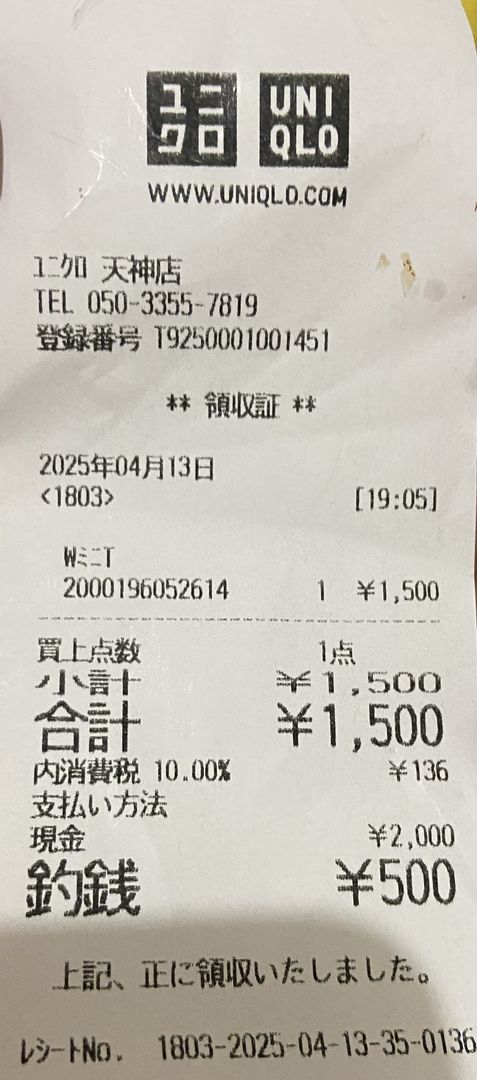 ユニ
クロ
UNI
QLO
WWW.UNIQLO.COM
ﾕﾆｸﾛ 天神店
TEL 050-3355-7819
登録番号 T9250001001451
** 領収証 **
2025年04月13日
<1803> [19:05]
WﾐﾆT
2000196052614 1 ¥1,500
買上点数 1点
小計 ¥1,500
合計 ¥1,500
内消費税 10.00% ¥136
支払い方法
現金 ¥2,000
釣銭 ¥500
上記、正に領収いたしました。
ﾚｼｰﾄNo. 1803-2025-04-13-35-0136